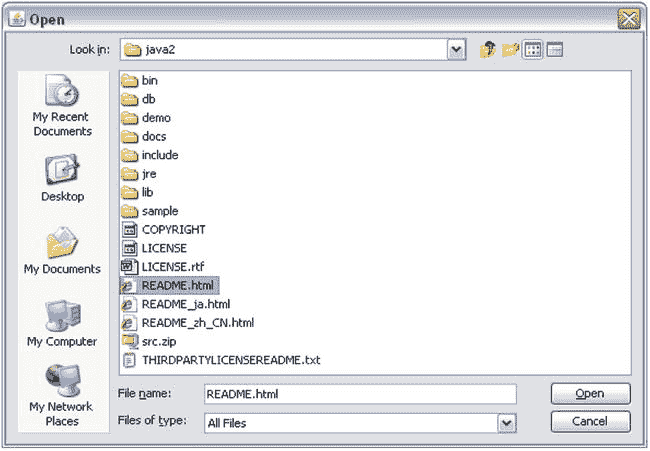 Open
Look in: java2
My Recent
Documents
Desktop
My Documents
My Computer
My Network
Places
bin
db
demo
docs
include
jre
lib
sample
COPYRIGHT
LICENSE
LICENSE.rtf
README.html
README_ja.html
README_zh_CN.html
src.zip
THIRDPARTYLICENSEREADME.txt
File name: README.html
Open
Files of type: All Files
Cancel